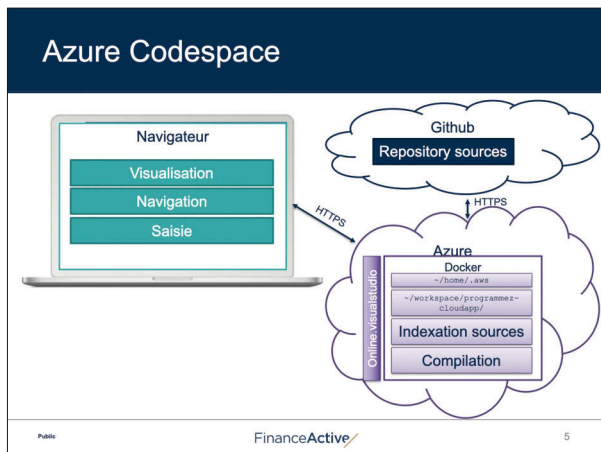 Azure Codespace
Navigateur
Visualisation
Navigation
Saisie
HTTPS
Github
Repository sources
HTTPS
Azure
Online.visualstudio
Docker
~/home/.aws
~/workspace/programmez-
cloudapp/
Indexation sources
Compilation
Public
FinanceActive
5